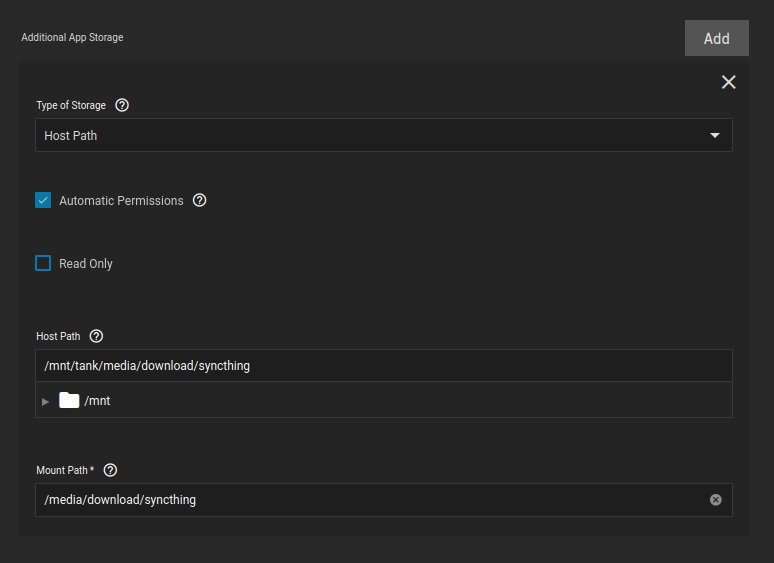 Additional App Storage
Add
Type of Storage
Host Path
Automatic Permissions
Read Only
Host Path
/mnt/tank/media/download/syncthing
/mnt
Mount Path *
/media/download/syncthing